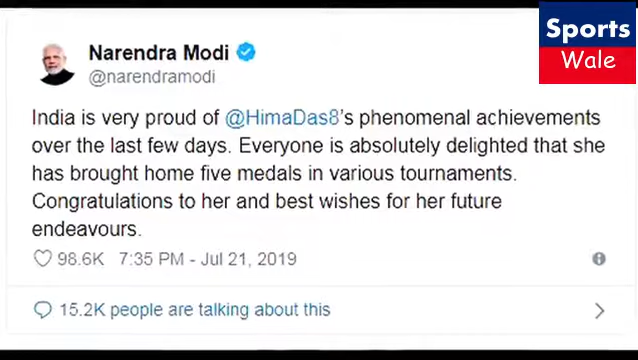 Sports
Wale
Narendra Modi
@narendramodi
India is very proud of @HimaDas8's phenomenal achievements
over the last few days. Everyone is absolutely delighted that she
has brought home five medals in various tournaments.
Congratulations to her and best wishes for her future
endeavours.
98.6K 7:35 PM - Jul 21, 2019
15.2K people are talking about this